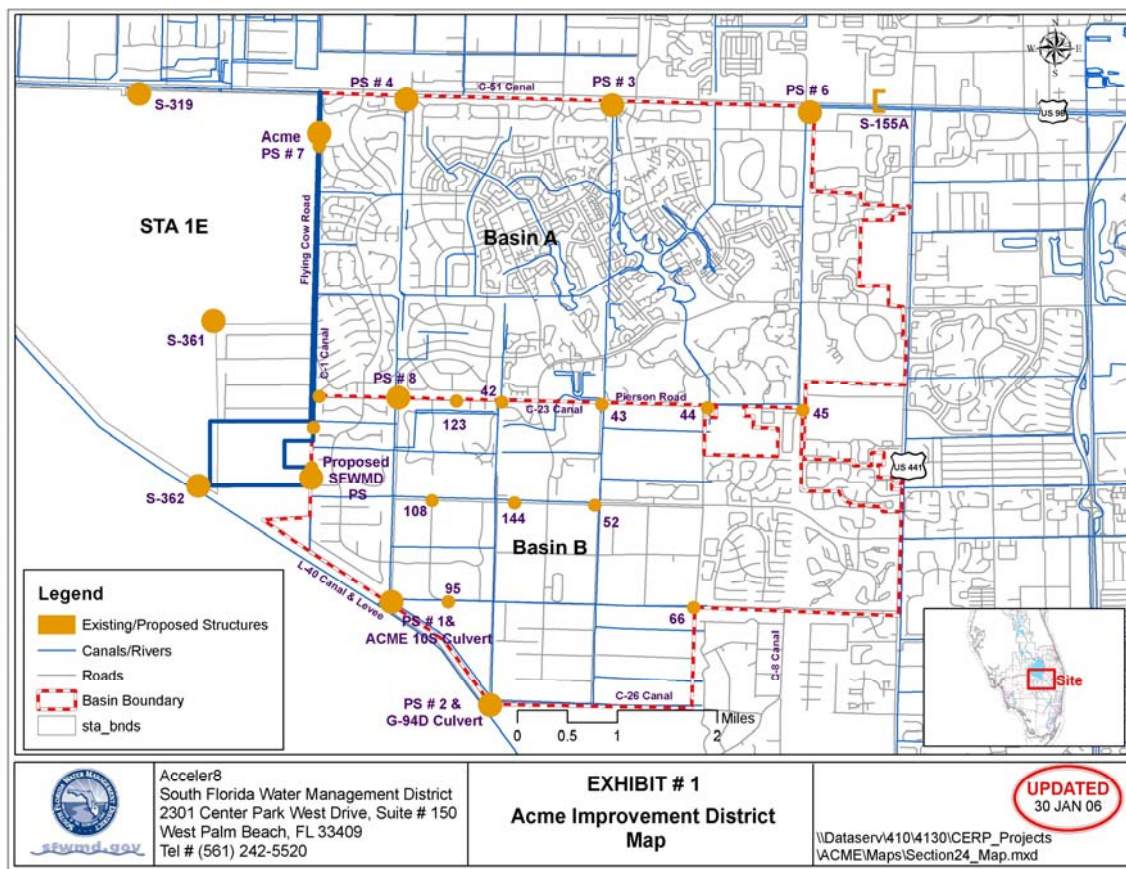 PS # 4
C-51 Canal
PS # 3
PS # 6
N
W
E
S
S-319
S-155A
US 98
Acme
PS # 7
STA 1E
Flying Cow Road
Basin A
S-361
C-1 Canal
PS # 8
42
123
C-23 Canal
Pierson Road
43
44
45
US 441
Proposed
SFWMD
PS
S-362
108
144
52
Basin B
L-40 Canal & Levee
95
PS # 1&
ACME 10S Culvert
66
C-8 Canal
PS # 2 &
G-94D Culvert
C-26 Canal
Miles
0
0.5
1
2
Legend
Existing/Proposed Structures
Canals/Rivers
Roads
Basin Boundary
sta_bnds
Site
SOUTH FLORIDA WATER MANAGEMENT DISTRICT
sfwmd.gov
Acceler8
South Florida Water Management District
2301 Center Park West Drive, Suite # 150
West Palm Beach, FL 33409
Tel # (561) 242-5520
EXHIBIT # 1
Acme Improvement District
Map
UPDATED
30 JAN 06
\\Dataserv\410\4130\CERP_Projects
\ACME\Maps\Section24_Map.mxd